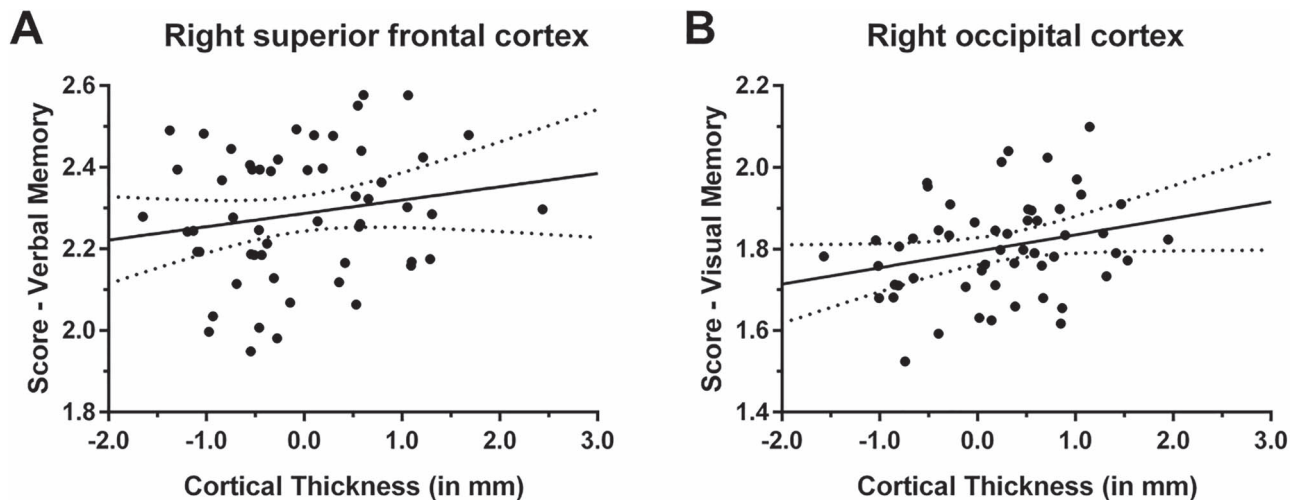 A
Right superior frontal cortex
Score - Verbal Memory
2.6
2.4
2.2
2.0
1.8
-2.0 -1.0 0.0 1.0 2.0 3.0
Cortical Thickness (in mm)
B
Right occipital cortex
Score - Visual Memory
2.2
2.0
1.8
1.6
1.4
-2.0 -1.0 0.0 1.0 2.0 3.0
Cortical Thickness (in mm)